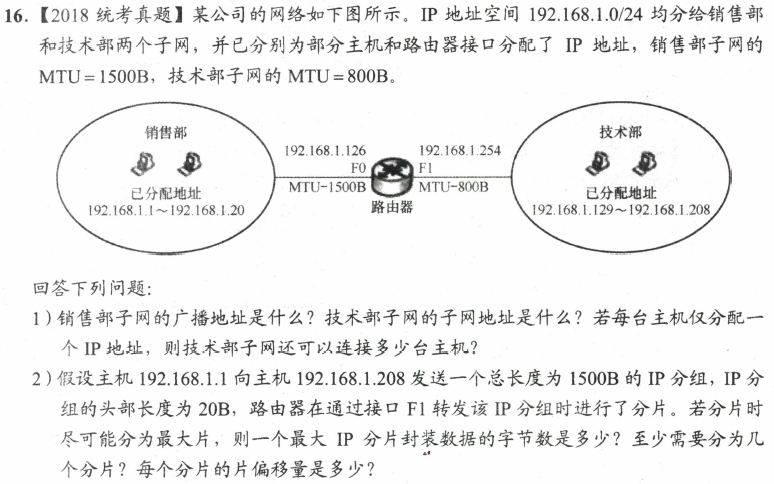 16.【2018 统考真题】某公司的网络如下图所示。IP 地址空间 192.168.1.0/24 均分给销售部
和技术部两个子网，并已分别为部分主机和路由器接口分配了 IP 地址，销售部子网的
MTU=1500B，技术部子网的 MTU=800B。
销售部
技术部
192.168.1.126
192.168.1.254
F0
F1
MTU-1500B
MTU-800B
路由器
已分配地址
192.168.1.1～192.168.1.20
已分配地址
192.168.1.129～192.168.1.208
回答下列问题：
1）销售部子网的广播地址是什么？技术部子网的子网地址是什么？若每台主机仅分配一
个 IP 地址，则技术部子网还可以连接多少台主机？
2）假设主机 192.168.1.1 向主机 192.168.1.208 发送一个总长度为 1500B 的 IP 分组，IP 分
组的头部长度为 20B，路由器在通过接口 F1 转发该 IP 分组时进行了分片。若分片时
尽可能分为最大片，则一个最大 IP 分片封装数据的字节数是多少？至少需要分为几
个分片？每个分片的片偏移量是多少？